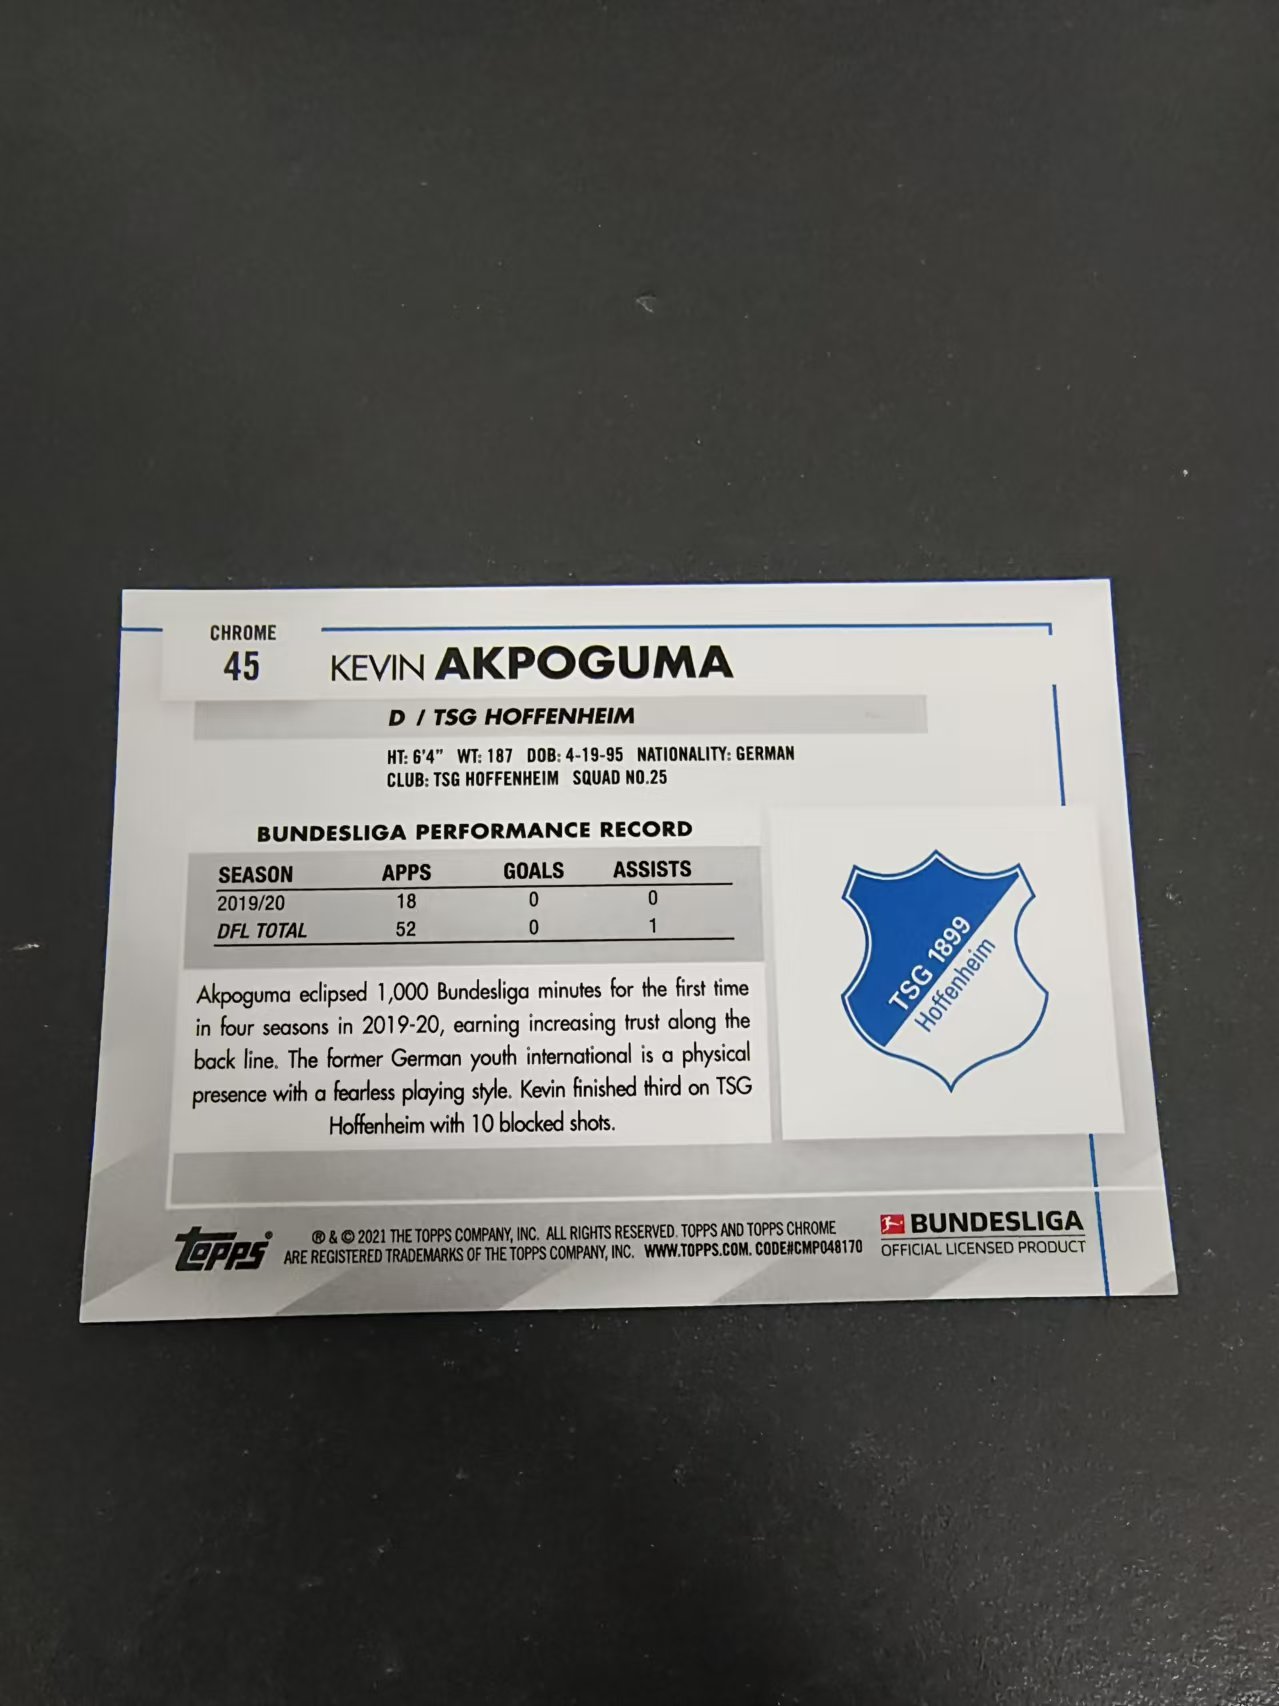 CHROME
45
KEVIN AKPOGUMA
D / TSG HOFFENHEIM
HT: 6'4" WT: 187 DOB: 4-19-95 NATIONALITY: GERMAN
CLUB: TSG HOFFENHEIM SQUAD NO.25
BUNDESLIGA PERFORMANCE RECORD
SEASON APPS GOALS ASSISTS
2019/20 18 0 0
DFL TOTAL 52 0 1
Akpoguma eclipsed 1,000 Bundesliga minutes for the first time
in four seasons in 2019-20, earning increasing trust along the
back line. The former German youth international is a physical
presence with a fearless playing style. Kevin finished third on TSG
Hoffenheim with 10 blocked shots.
TSG 1899
Hoffenheim
topps
® & © 2021 THE TOPPS COMPANY, INC. ALL RIGHTS RESERVED. TOPPS AND TOPPS CHROME
ARE REGISTERED TRADEMARKS OF THE TOPPS COMPANY, INC. WWW.TOPPS.COM. CODE#CMP048170
BUNDESLIGA
OFFICIAL LICENSED PRODUCT